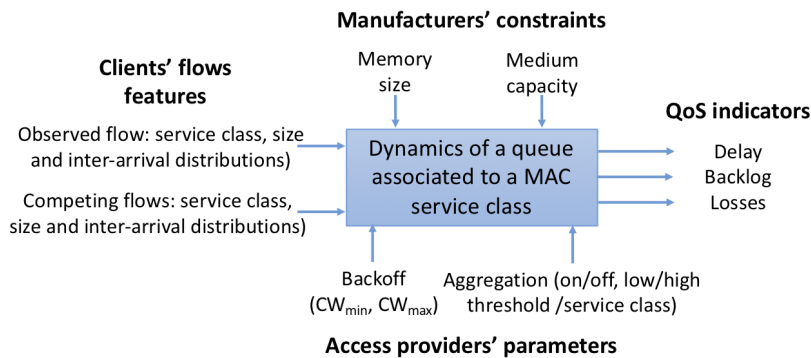 Manufacturers' constraints
Memory
size
Medium
capacity
Clients' flows
features
Observed flow: service class, size
and inter-arrival distributions)
Competing flows: service class,
size and inter-arrival distributions)
Dynamics of a queue
associated to a MAC
service class
QoS indicators
Delay
Backlog
Losses
Backoff
(CWmin, CWmax)
Aggregation (on/off, low/high
threshold /service class)
Access providers' parameters